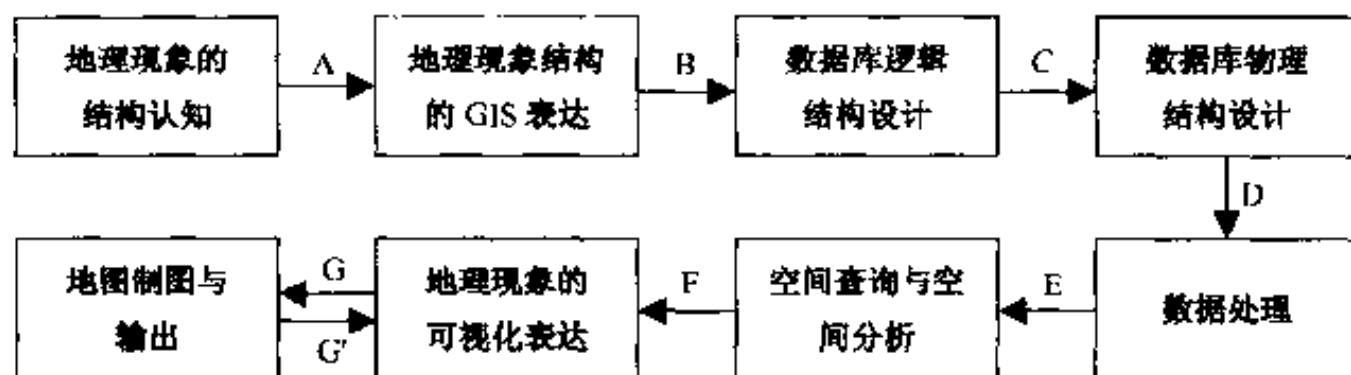 地理现象的
结构认知
A
地理现象结构
的 GIS 表达
B
数据库逻辑
结构设计
C
数据库物理
结构设计
D
数据处理
E
空间查询与空
间分析
F
地理现象的
可视化表达
G
G'
地图制图与
输出